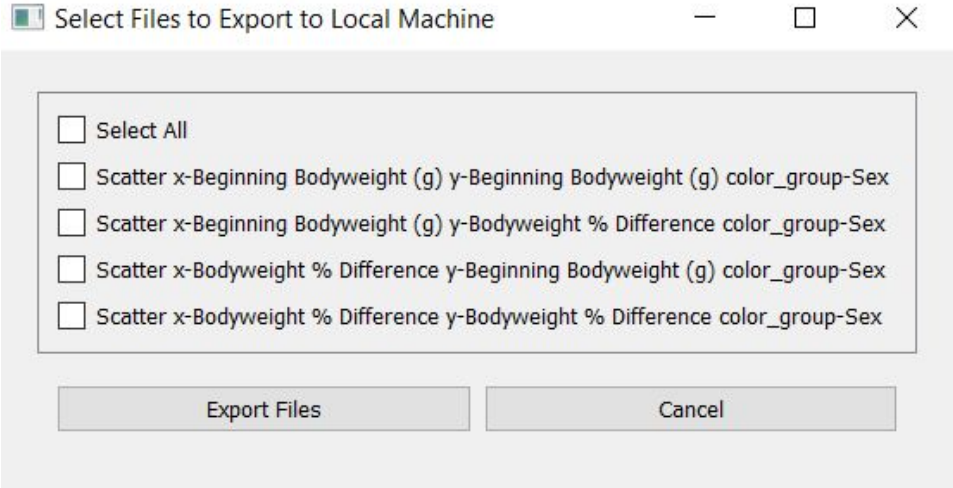 Select Files to Export to Local Machine
Select All
Scatter x-Beginning Bodyweight (g) y-Beginning Bodyweight (g) color_group-Sex
Scatter x-Beginning Bodyweight (g) y-Bodyweight % Difference color_group-Sex
Scatter x-Bodyweight % Difference y-Beginning Bodyweight (g) color_group-Sex
Scatter x-Bodyweight % Difference y-Bodyweight % Difference color_group-Sex
Export Files
Cancel